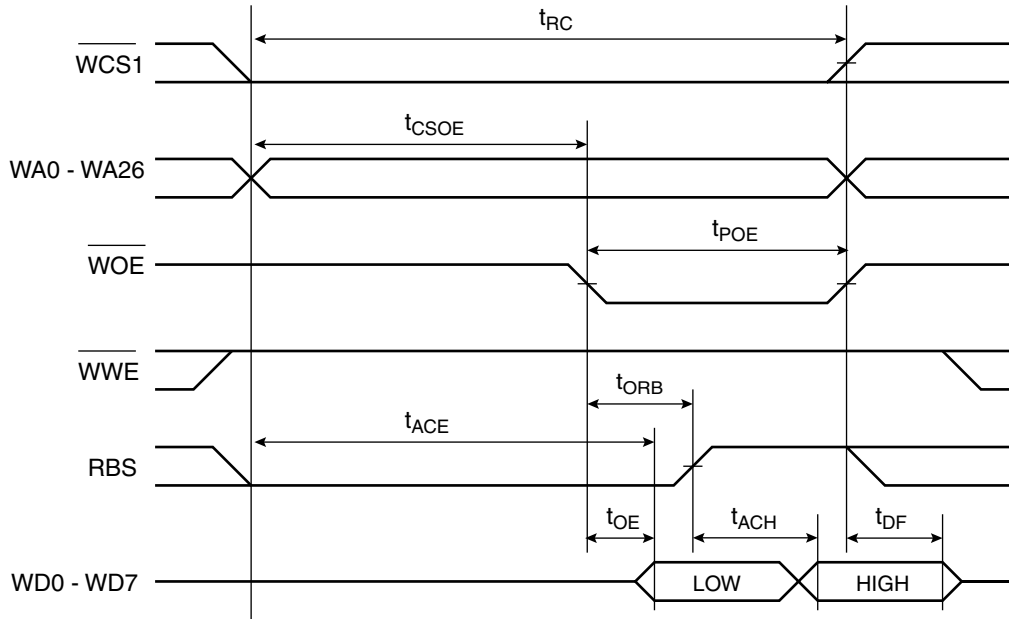 tRC
WCS1
tCSOE
WA0 - WA26
tPOE
WOE
WWE
tORB
tACE
RBS
tOE
tACH
tDF
WD0 - WD7
LOW
HIGH